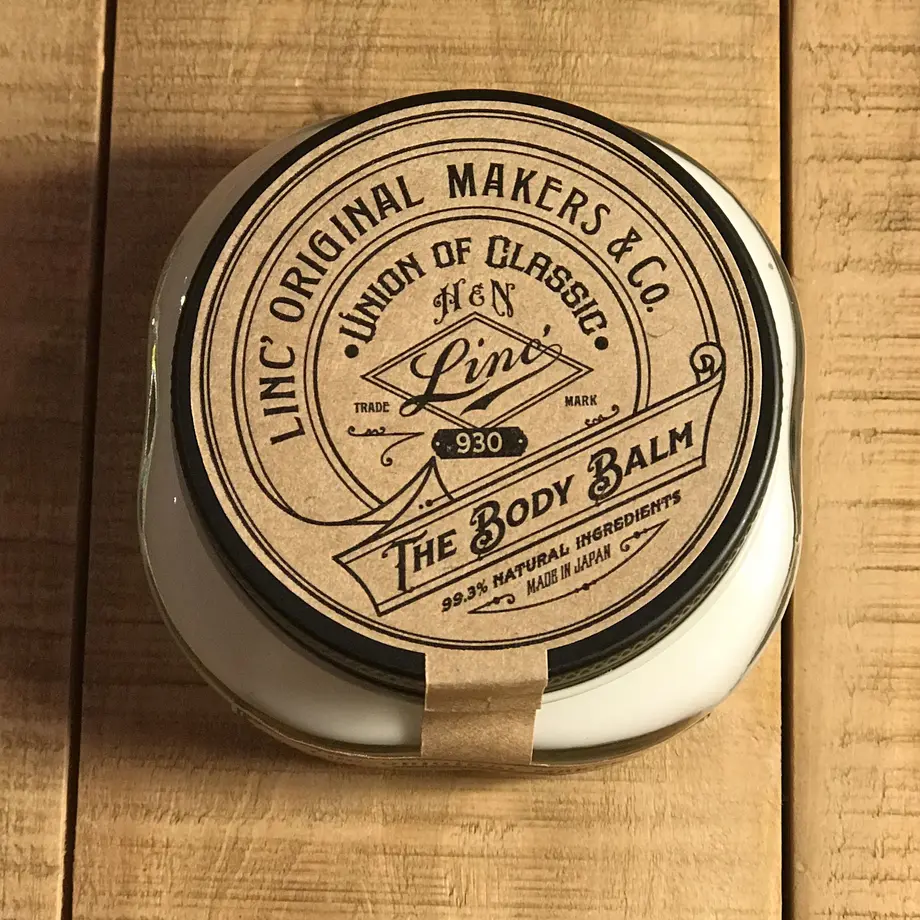 LINC' ORIGINAL MAKERS & CO.
UNION OF CLASSIC
H&N
Linc'
TRADE MARK
930
THE BODY BALM
99.3% NATURAL INGREDIENTS
MADE IN JAPAN